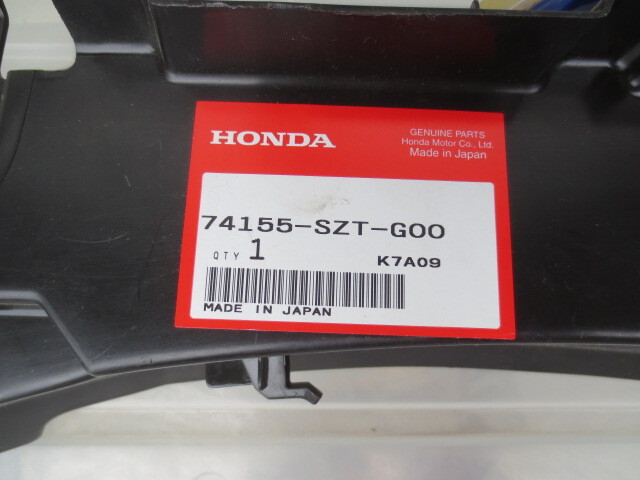 HONDA
GENUINE PARTS
Honda Motor Co., Ltd.
Made in Japan
74155-SZT-G00
QTY 1
K7A09
MADE IN JAPAN